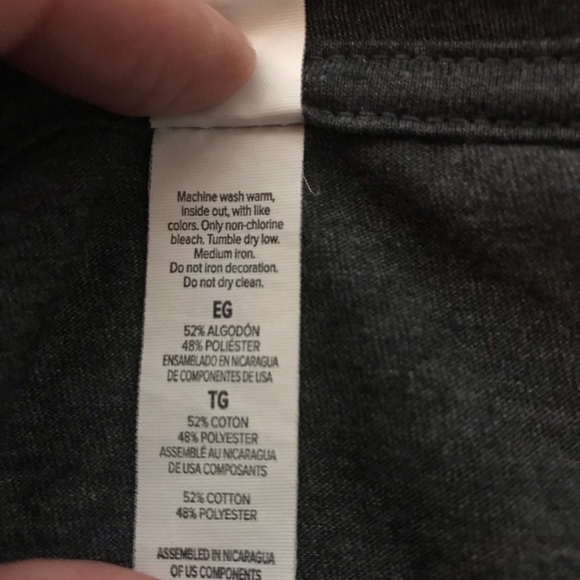 Machine wash warm,
inside out, with like
colors. Only non-chlorine
bleach. Tumble dry low.
Medium iron.
Do not iron decoration.
Do not dry clean.
EG
52% ALGODÓN
48% POLIÉSTER
ENSAMBLADO EN NICARAGUA
DE COMPONENTES DE USA
TG
52% COTON
48% POLYESTER
ASSEMBLÉ AU NICARAGUA
DE USA COMPOSANTS
52% COTTON
48% POLYESTER
ASSEMBLED IN NICARAGUA
OF US COMPONENTS